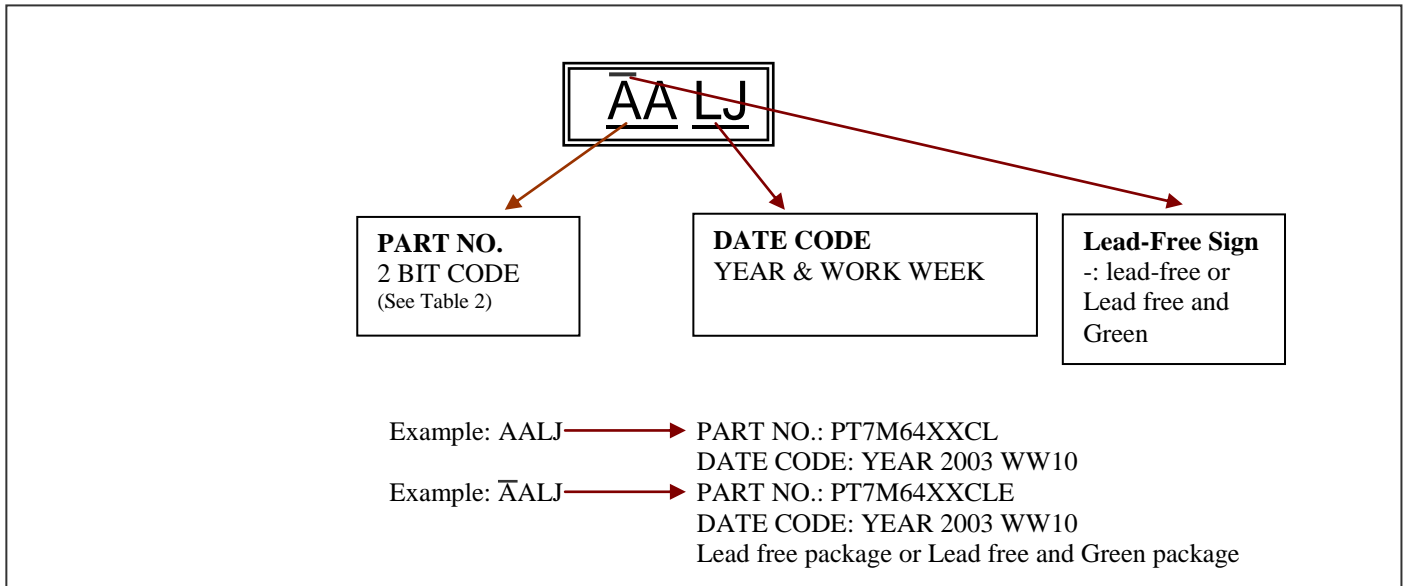 A̅A LJ
PART NO.
2 BIT CODE
(See Table 2)
DATE CODE
YEAR & WORK WEEK
Lead-Free Sign
-: lead-free or
Lead free and
Green
Example: AALJ PART NO.: PT7M64XXCL
DATE CODE: YEAR 2003 WW10
Example: A̅ALJ PART NO.: PT7M64XXCLE
DATE CODE: YEAR 2003 WW10
Lead free package or Lead free and Green package